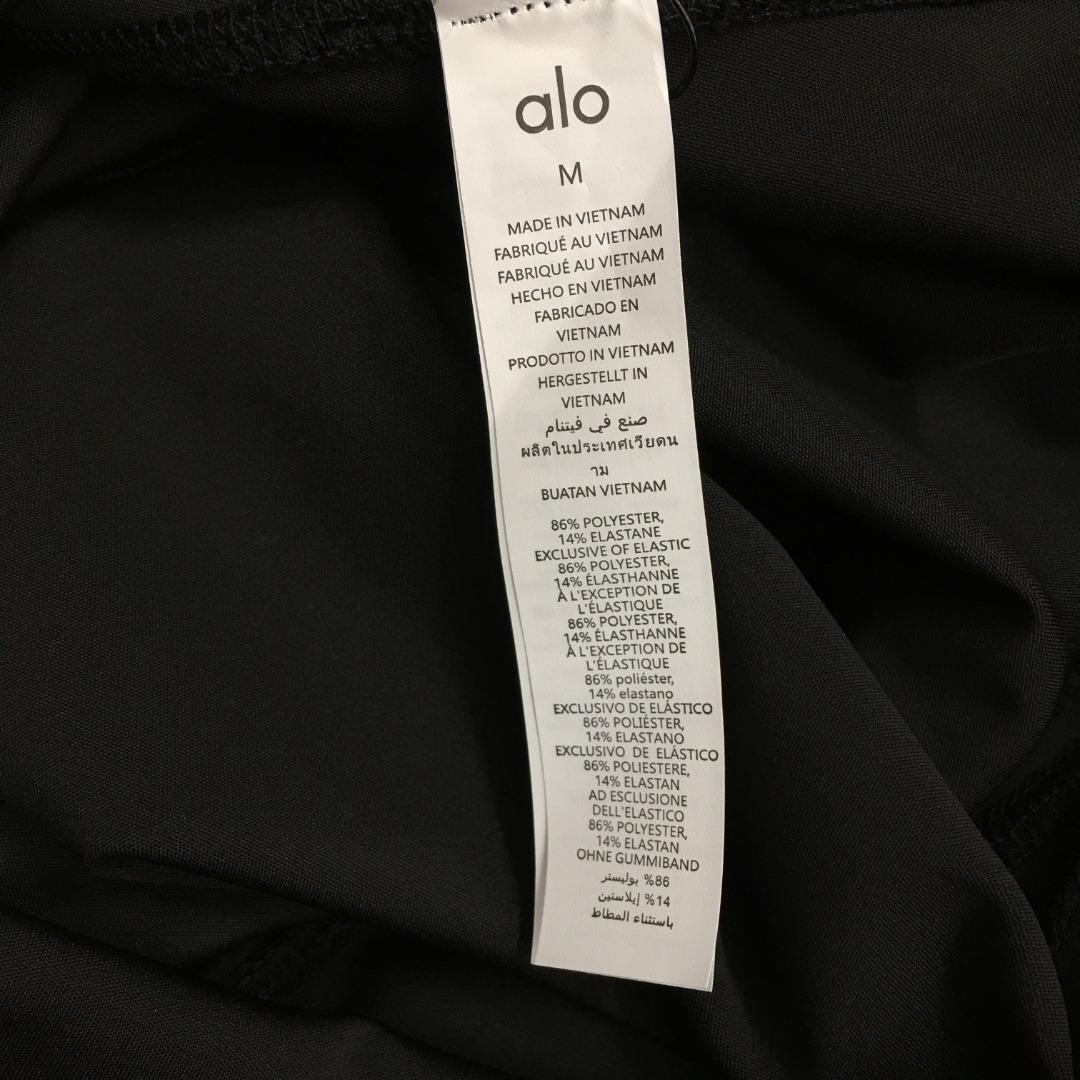 alo
M
MADE IN VIETNAM
FABRIQUÉ AU VIETNAM
FABRIQUÉ AU VIETNAM
HECHO EN VIETNAM
FABRICADO EN
VIETNAM
PRODOTTO IN VIETNAM
HERGESTELLT IN
VIETNAM
صنع في فيتنام
ผลิตในประเทศเวียดน
าม
BUATAN VIETNAM
86% POLYESTER,
14% ELASTANE
EXCLUSIVE OF ELASTIC
86% POLYESTER,
14% ÉLASTHANNE
À L'EXCEPTION DE
L'ÉLASTIQUE
86% POLYESTER,
14% ÉLASTHANNE
À L'EXCEPTION DE
L'ÉLASTIQUE
86% poliéster,
14% elastano
EXCLUSIVO DE ELÁSTICO
86% POLIÉSTER,
14% ELASTANO
EXCLUSIVO DE ELÁSTICO
86% POLIESTERE,
14% ELASTAN
AD ESCLUSIONE
DELL'ELASTICO
86% POLYESTER,
14% ELASTAN
OHNE GUMMIBAND
86% بوليستر
14% إيلاستين
باستثناء المطاط